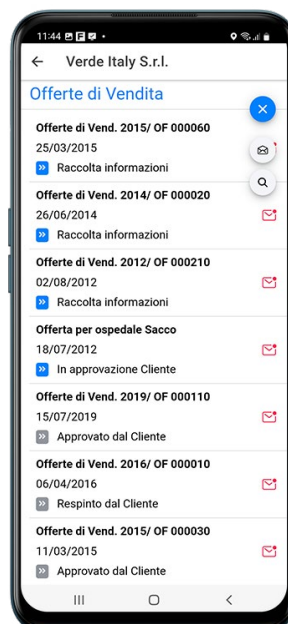 11:44
Verde Italy S.r.l.
Offerte di Vendita
Offerte di Vend. 2015/ OF 000060
25/03/2015
Raccolta informazioni
Offerte di Vend. 2014/ OF 000020
26/06/2014
Raccolta informazioni
Offerte di Vend. 2012/ OF 000210
02/08/2012
Raccolta informazioni
Offerta per ospedale Sacco
18/07/2012
In approvazione Cliente
Offerte di Vend. 2019/ OF 000110
15/07/2019
Approvato dal Cliente
Offerte di Vend. 2016/ OF 000010
06/04/2016
Respinto dal Cliente
Offerte di Vend. 2015/ OF 000030
11/03/2015
Approvato dal Cliente